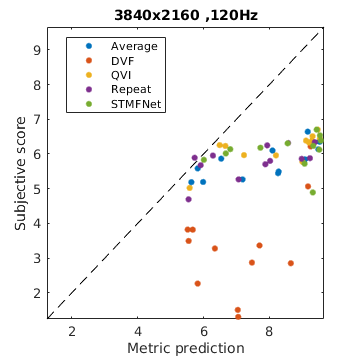 3840x2160 ,120Hz
Average
DVF
QVI
Repeat
STMFNet
Subjective score
9
8
7
6
5
4
3
2
2 4 6 8
Metric prediction